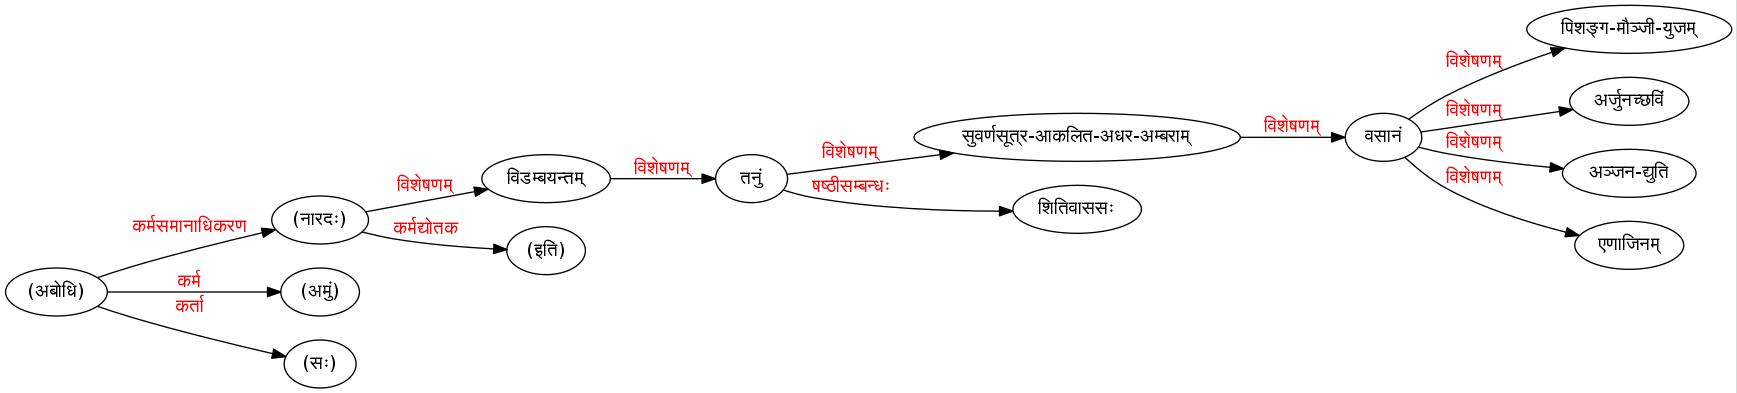 पिशङ्ग-मौञ्जी-युजम्
विशेषणम्
अर्जुनच्छविं
विशेषणम्
सुवर्णसूत्र-आकलित-अधर-अम्बराम्
विशेषणम्
वसानं
विशेषणम्
विशेषणम्
अञ्जन-द्युति
विशेषणम्
विडम्बयन्तम्
विशेषणम्
तनुं
विशेषणम्
षष्ठीसम्बन्धः
शितिवाससः
एणाजिनम्
कर्मसमानाधिकरण
(नारदः)
कर्मद्योतक
(इति)
(अबोधि)
कर्म
(अमुं)
कर्ता
(सः)